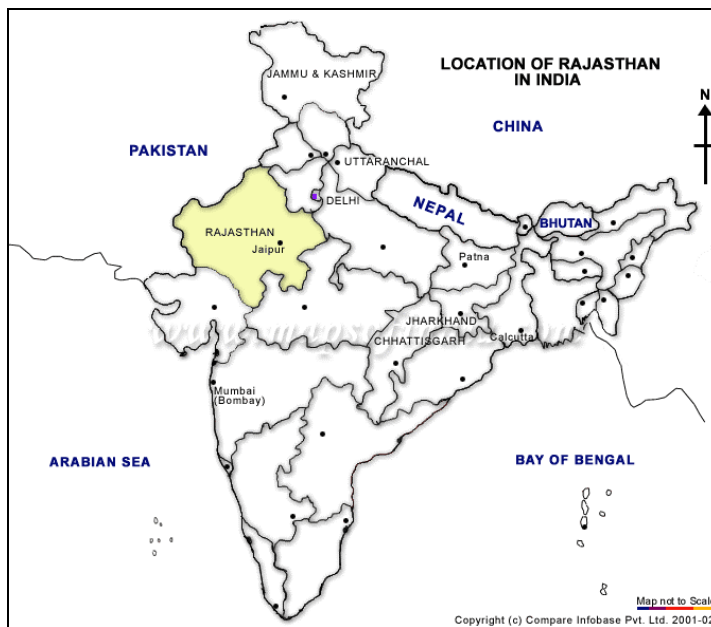 LOCATION OF RAJASTHAN
IN INDIA
JAMMU & KASHMIR
N
CHINA
PAKISTAN
UTTARANCHAL
DELHI
NEPAL
BHUTAN
RAJASTHAN
Jaipur
Patna
JHARKHAND
CHHATTISGARH
Calcutta
Mumbai
(Bombay)
ARABIAN SEA
BAY OF BENGAL
Map not to Scale
Copyright (c) Compare Infobase Pvt. Ltd. 2001-02